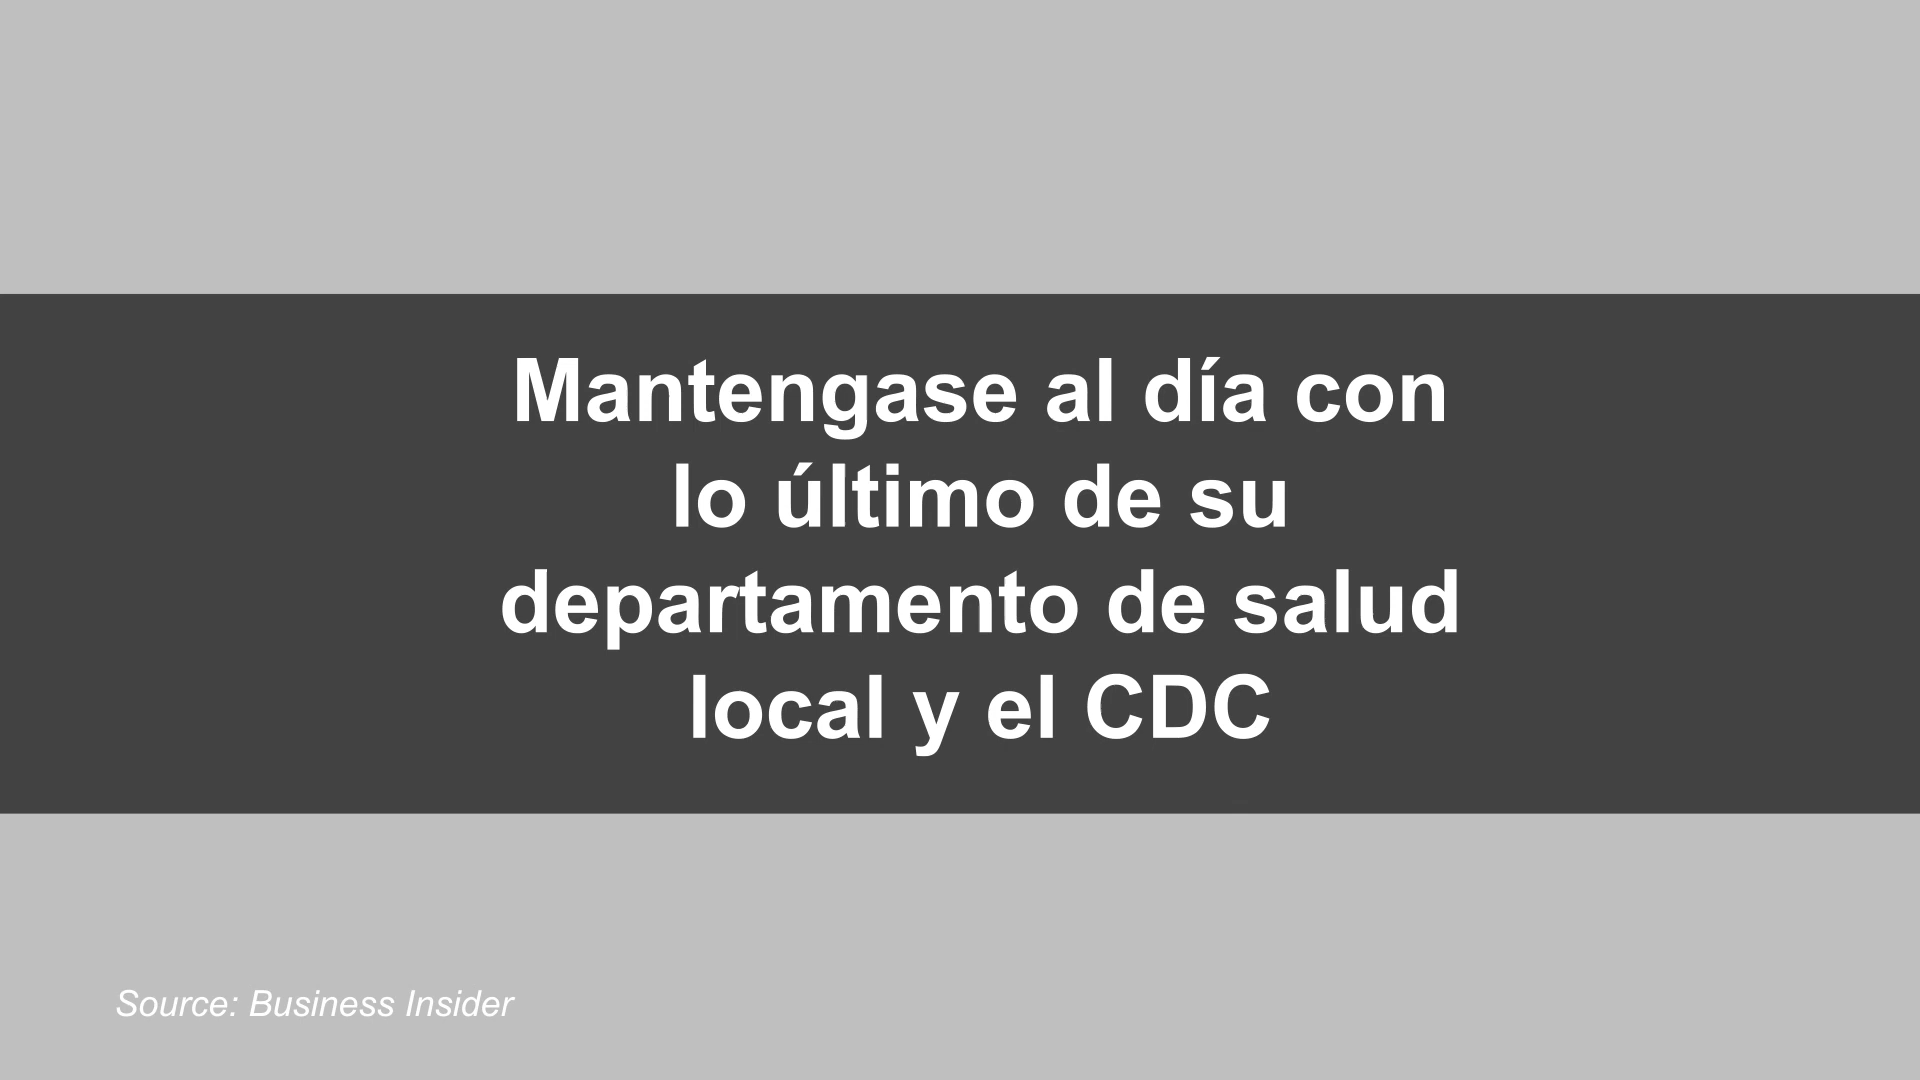 Mantengase al día con
lo último de su
departamento de salud
local y el CDC
Source: Business Insider